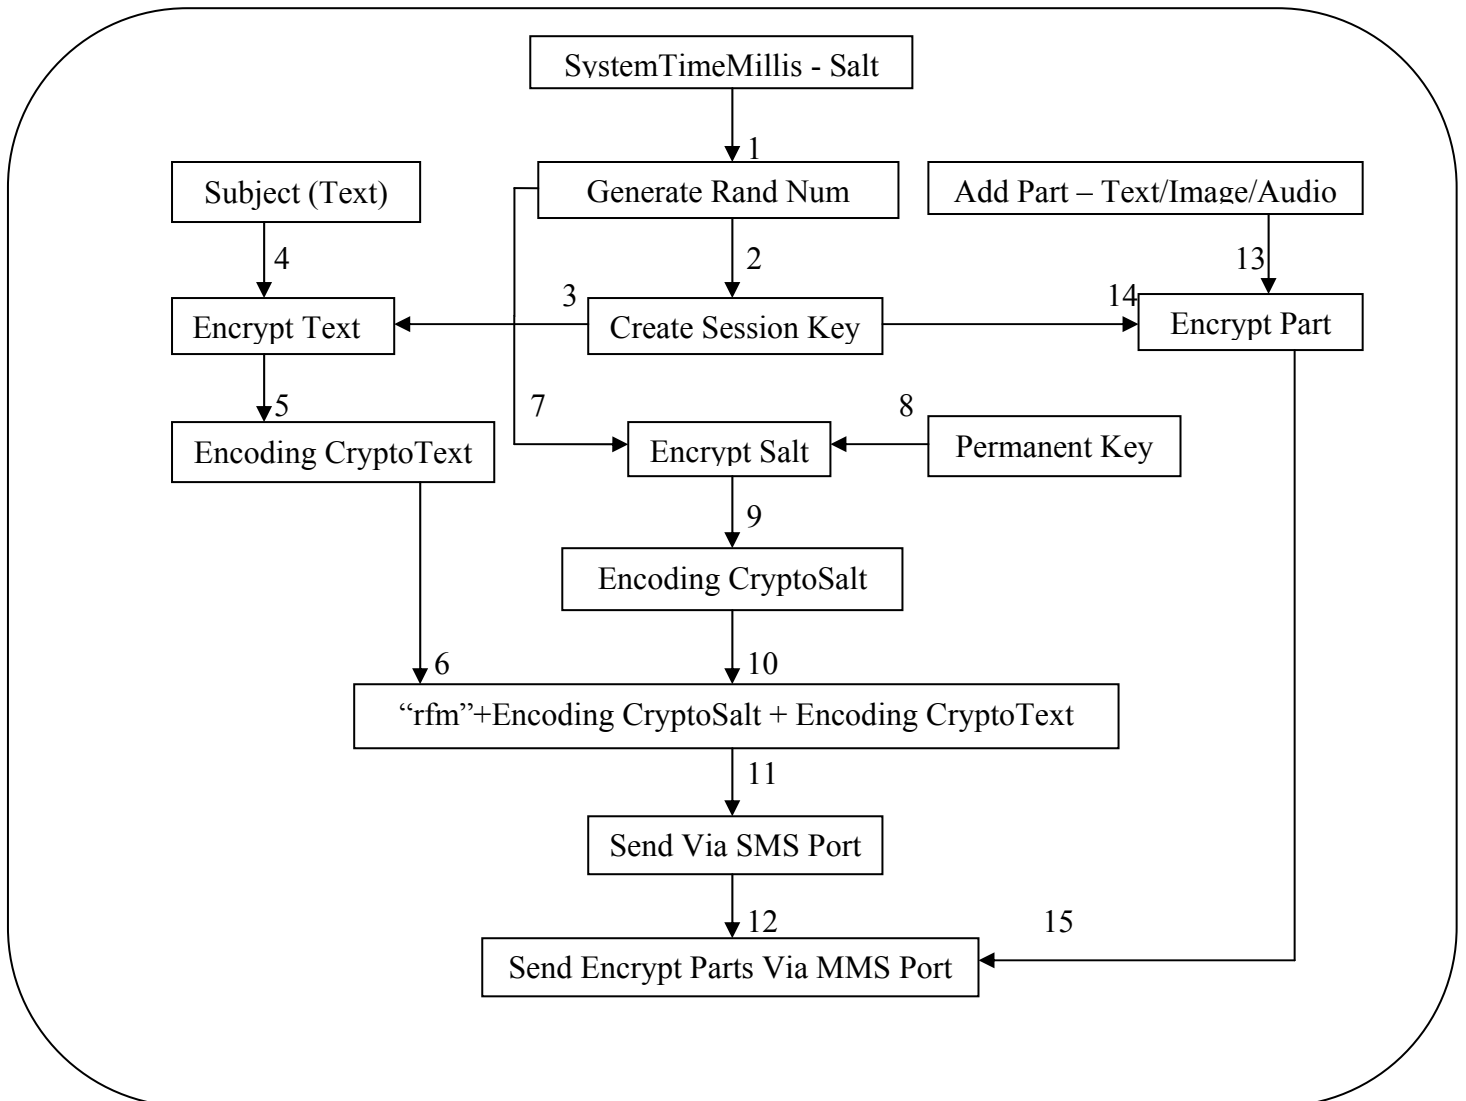 SystemTimeMillis - Salt
1
Subject (Text)
Generate Rand Num
Add Part – Text/Image/Audio
4
2
13
3
14
Encrypt Text
Create Session Key
Encrypt Part
5
7
8
Encoding CryptoText
Encrypt Salt
Permanent Key
9
Encoding CryptoSalt
6
10
“rfm”+Encoding CryptoSalt + Encoding CryptoText
11
Send Via SMS Port
12
15
Send Encrypt Parts Via MMS Port